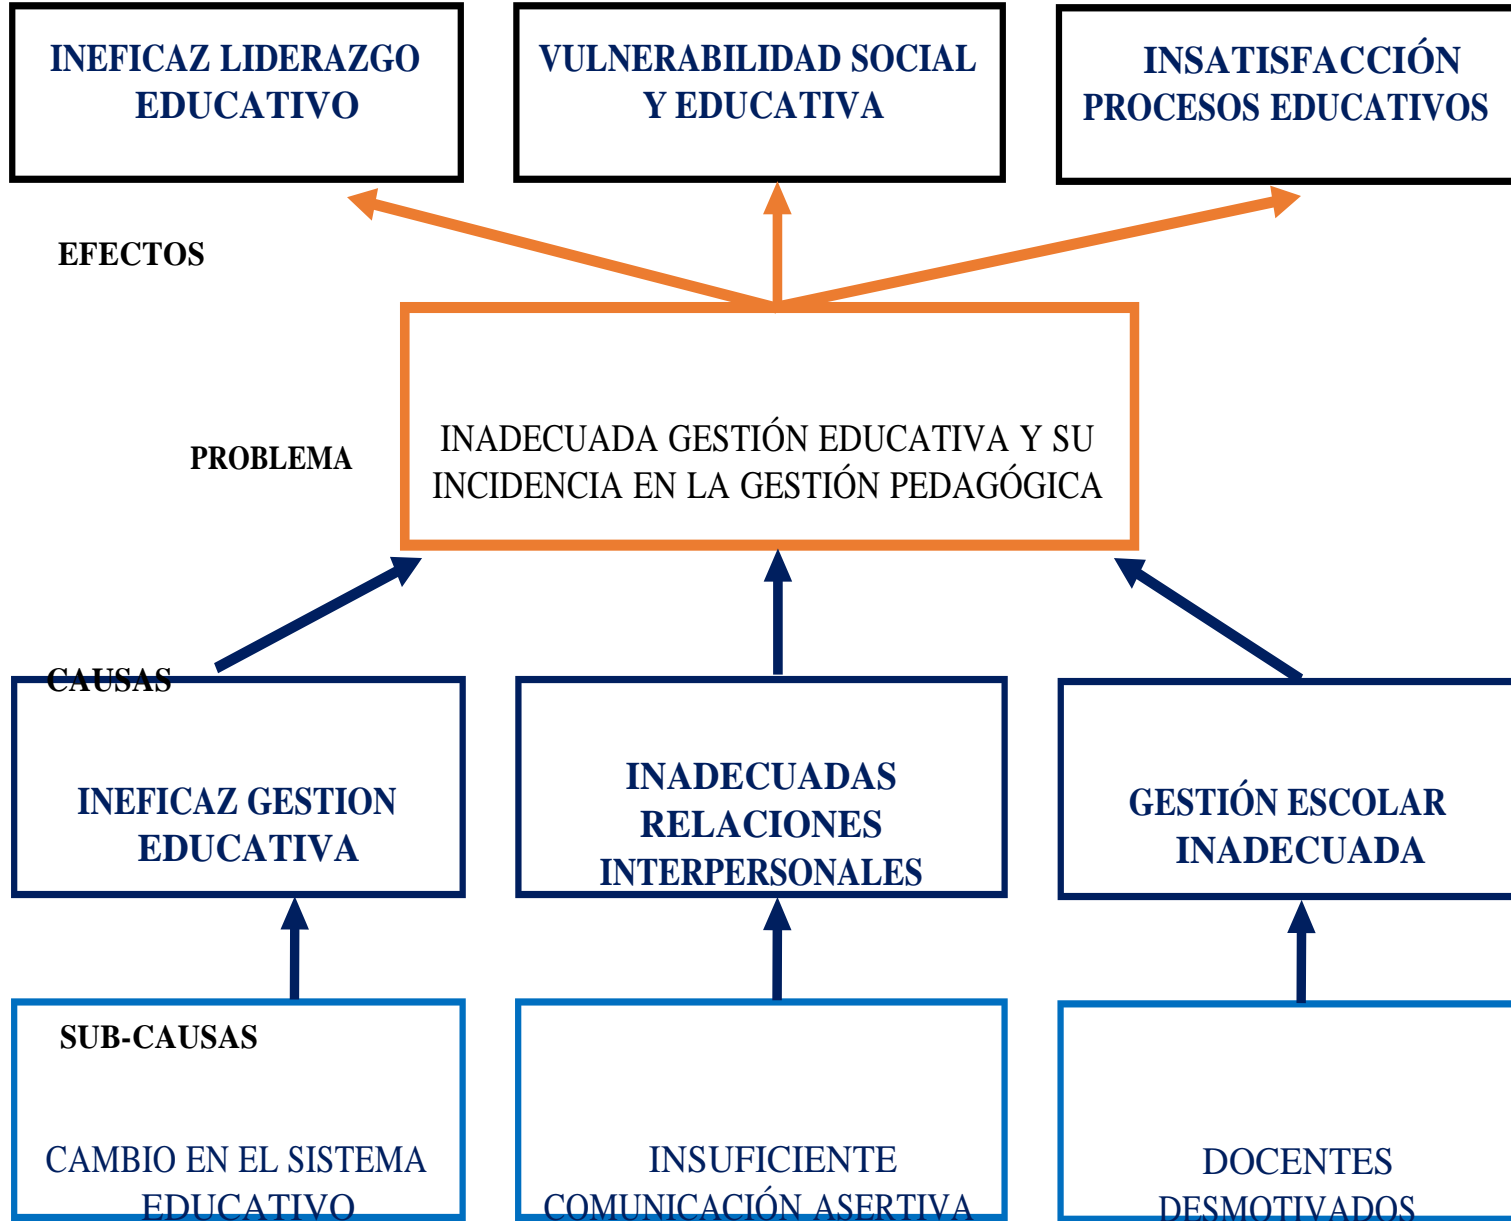 INEFICAZ LIDERAZGO
EDUCATIVO
VULNERABILIDAD SOCIAL
Y EDUCATIVA
INSATISFACCIÓN
PROCESOS EDUCATIVOS
EFECTOS
PROBLEMA
INADECUADA GESTIÓN EDUCATIVA Y SU
INCIDENCIA EN LA GESTIÓN PEDAGÓGICA
CAUSAS
INEFICAZ GESTION
EDUCATIVA
INADECUADAS
RELACIONES
INTERPERSONALES
GESTIÓN ESCOLAR
INADECUADA
SUB-CAUSAS
CAMBIO EN EL SISTEMA
EDUCATIVO
INSUFICIENTE
COMUNICACIÓN ASERTIVA
DOCENTES
DESMOTIVADOS